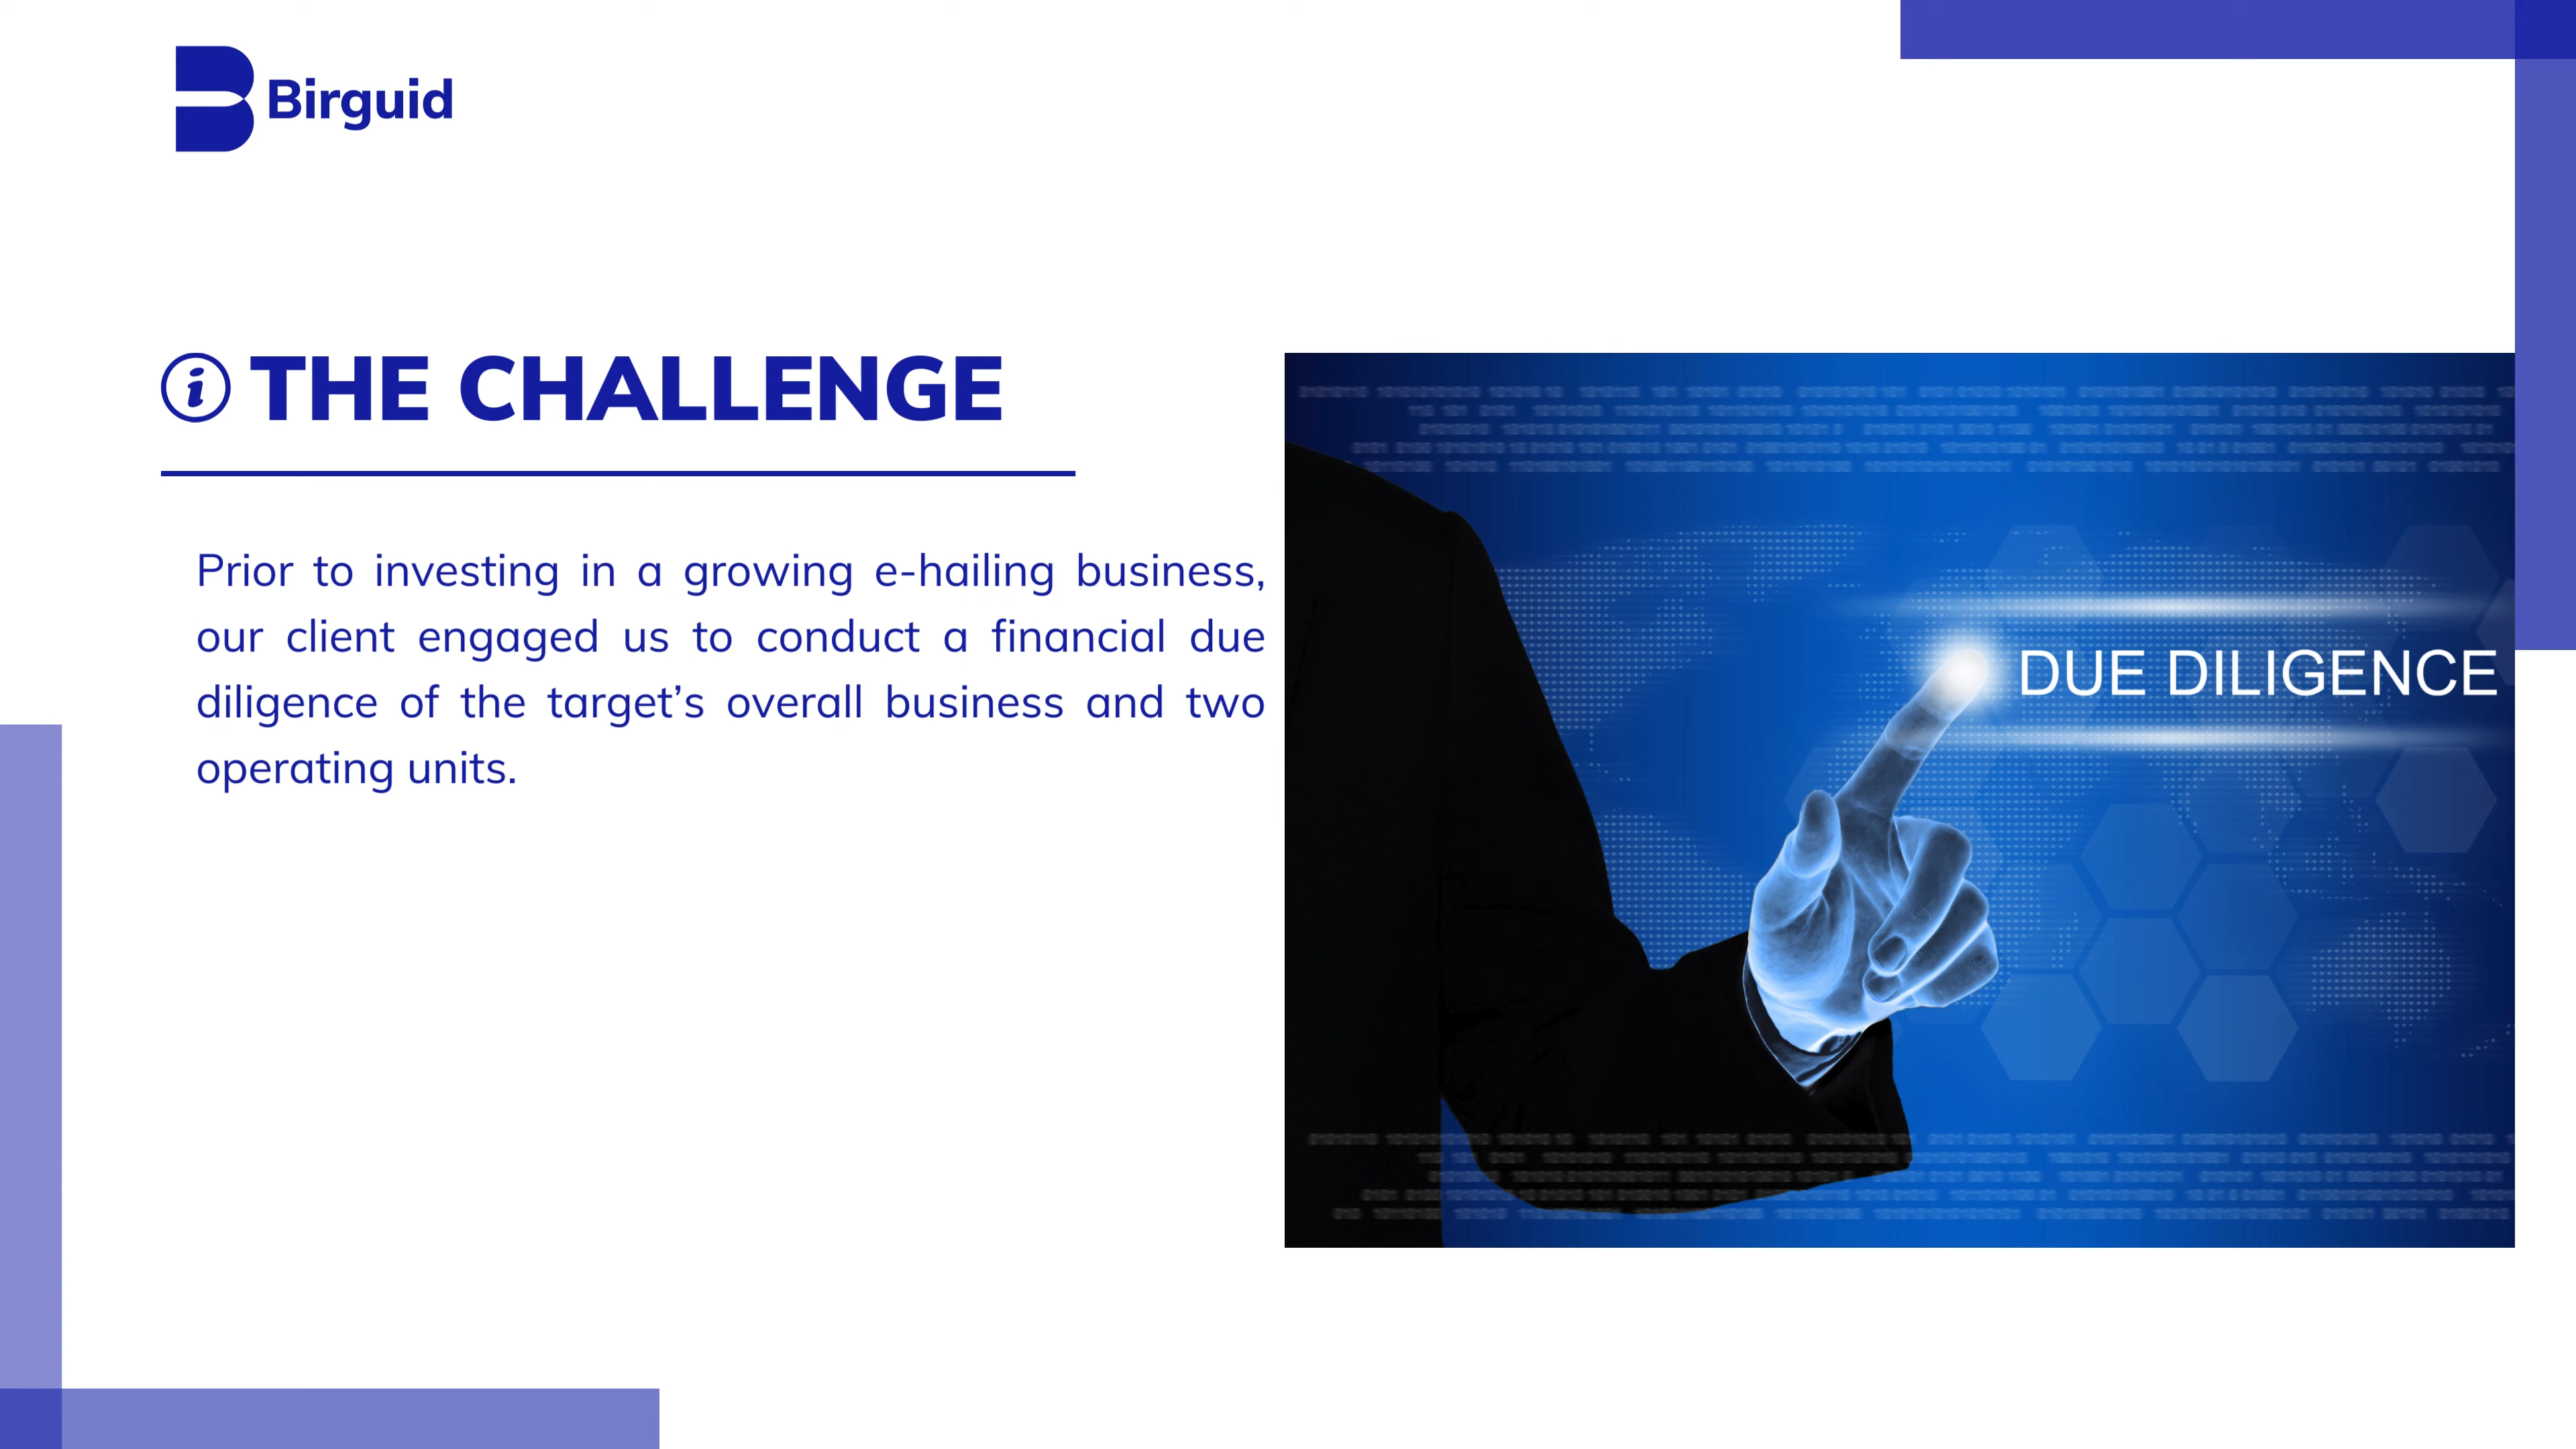 Birguid
THE CHALLENGE
Prior to investing in a growing e-hailing business,
our client engaged us to conduct a financial due
diligence of the target’s overall business and two
operating units.
DUE DILIGENCE